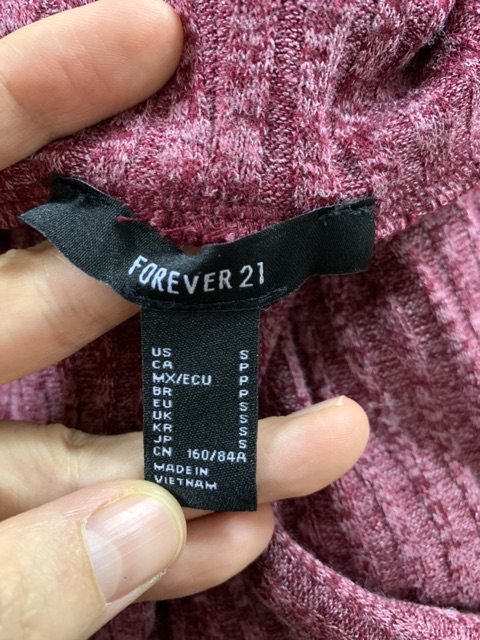 FOREVER 21
US S
CA P
MX/ECU P
BR P
EU S
UK S
KR S
JP S
CN 160/84A
MADE IN
VIETNAM